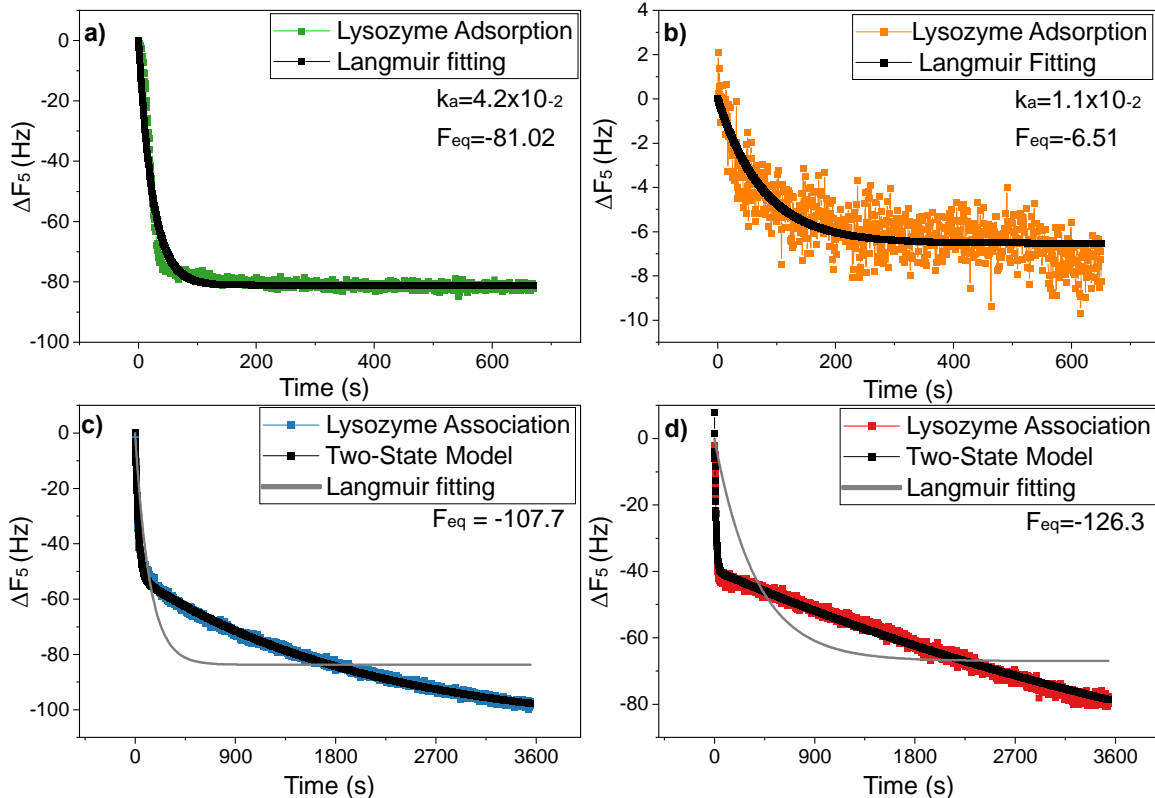 a)
Lysozyme Adsorption
Langmuir fitting
ka=4.2x10-2
Feq=-81.02
0
-20
-40
-60
-80
-100
ΔF5 (Hz)
0 200 400 600
Time (s)
b)
Lysozyme Adsorption
Langmuir Fitting
ka=1.1x10-2
Feq=-6.51
4
2
0
-2
-4
-6
-8
-10
ΔF5 (Hz)
0 200 400 600
Time (s)
c)
Lysozyme Association
Two-State Model
Langmuir fitting
Feq = -107.7
0
-20
-40
-60
-80
-100
ΔF5 (Hz)
0 900 1800 2700 3600
Time (s)
d)
Lysozyme Association
Two-State Model
Langmuir fitting
Feq=-126.3
0
-20
-40
-60
-80
ΔF5 (Hz)
0 900 1800 2700 3600
Time (s)